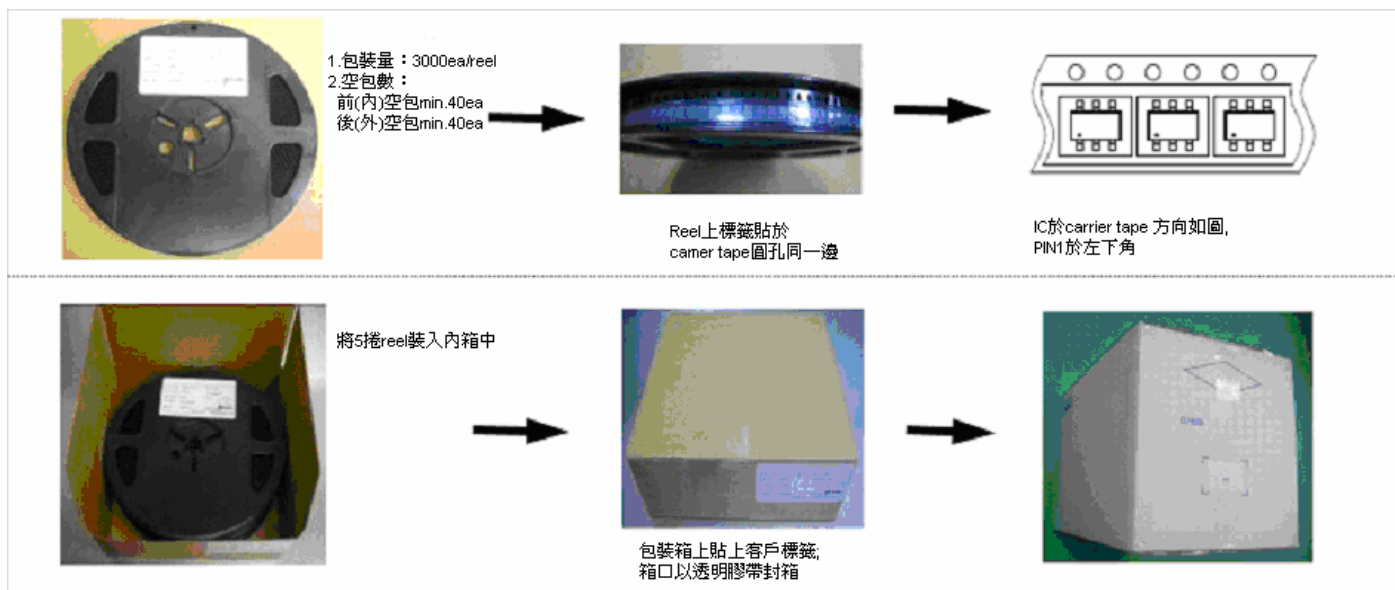 1.包裝量：3000ea/reel
2.空包數：
前(內)空包min.40ea
後(外)空包min.40ea
Reel上標籤貼於
carrier tape圓孔同一邊
IC於carrier tape 方向如圖,
PIN1於左下角
將5捲reel裝入內箱中
包裝箱上貼上客戶標籤;
箱口以透明膠帶封箱